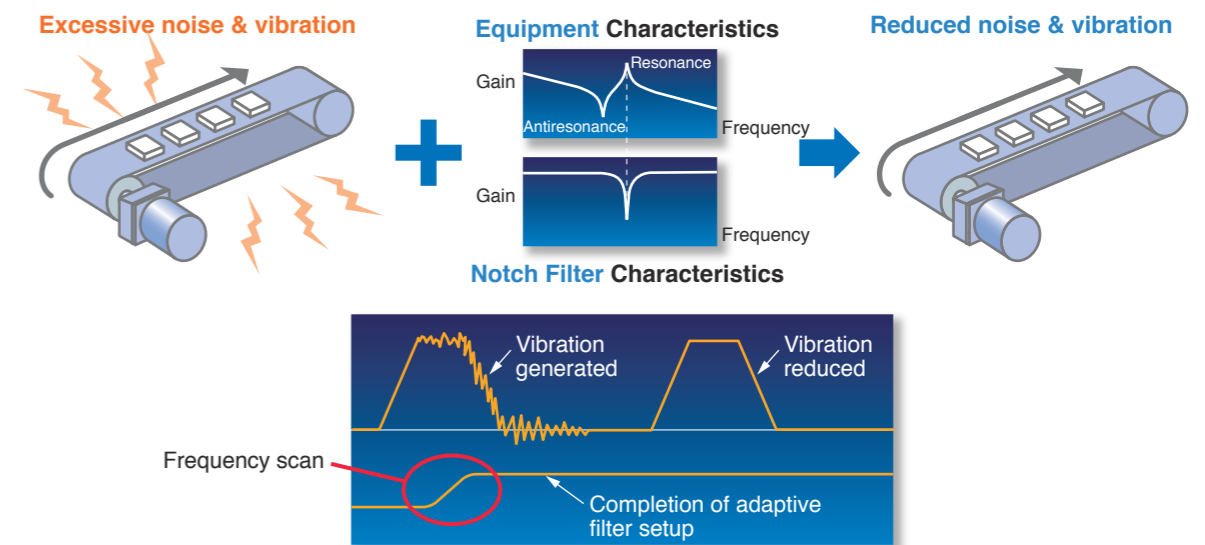 Excessive noise & vibration
Equipment Characteristics
Reduced noise & vibration
Gain
Resonance
Antiresonance
Frequency
Gain
Frequency
Notch Filter Characteristics
Vibration
generated
Vibration
reduced
Frequency scan
Completion of adaptive
filter setup